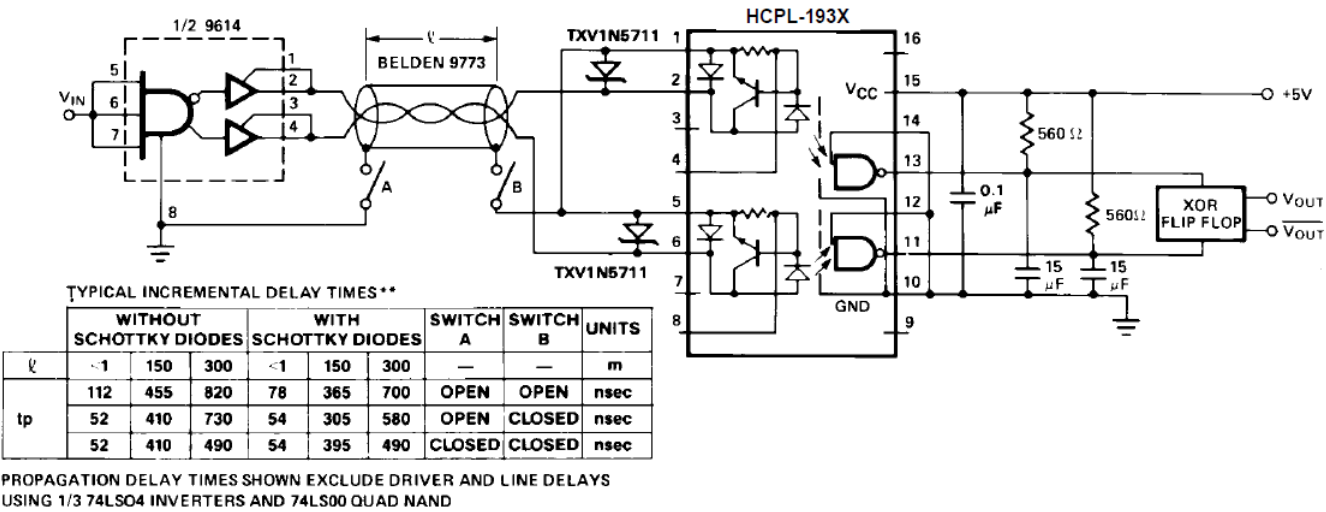 HCPL-193X
1/2 9614
ℓ
BELDEN 9773
TXV1N5711
1
2
3
4
5
6
7
VIN
8
A
B
TXV1N5711
1
2
3
4
5
6
7
8
16
VCC 15
14
13
12
11
10
9
GND
+5V
560 Ω
0.1
μF
560Ω
15
μF
15
μF
XOR
FLIP FLOP
VOUT
VOUT
TYPICAL INCREMENTAL DELAY TIMES**
WITHOUT SCHOTTKY DIODES WITH SCHOTTKY DIODES SWITCH A SWITCH B UNITS
ℓ <1 150 300 <1 150 300 — — m
tp 112 455 820 78 365 700 OPEN OPEN nsec
52 410 730 54 305 580 OPEN CLOSED nsec
52 410 490 54 395 490 CLOSED CLOSED nsec
PROPAGATION DELAY TIMES SHOWN EXCLUDE DRIVER AND LINE DELAYS
USING 1/3 74LS04 INVERTERS AND 74LS00 QUAD NAND